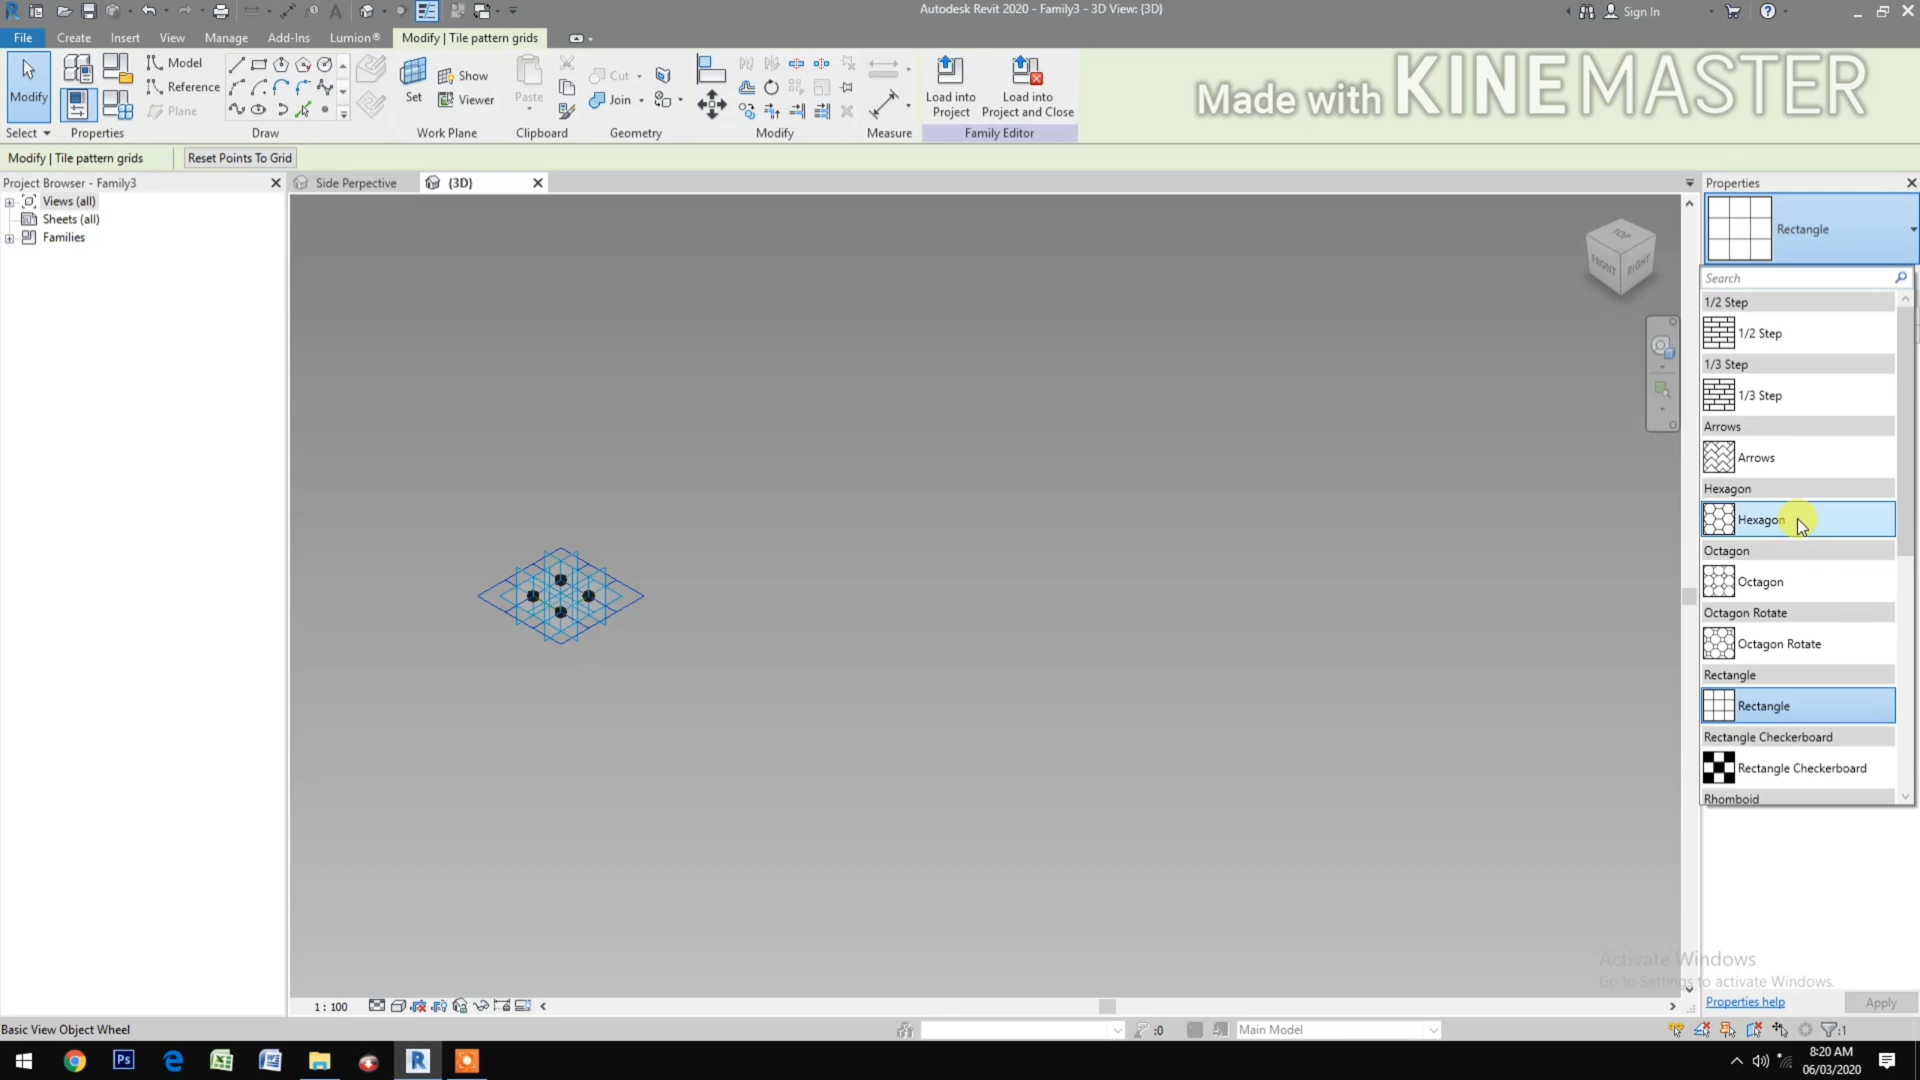 Autodesk Revit 2020 - Family3 - 3D View: {3D}
Sign In
File Create Insert View Manage Add-Ins Lumion® Modify | Tile pattern grids
Modify
Select
Properties
Model
Reference
Plane
Draw
Set
Show
Viewer
Work Plane
Paste
Clipboard
Cut
Join
Geometry
Modify
Measure
Load into
Project
Load into
Project and Close
Family Editor
Made with KINEMASTER
Modify | Tile pattern grids
Reset Points To Grid
Project Browser - Family3
Views (all)
Sheets (all)
Families
Side Perpective
{3D}
TOP
FRONT
RIGHT
Properties
Rectangle
Search
1/2 Step
1/2 Step
1/3 Step
1/3 Step
Arrows
Arrows
Hexagon
Hexagon
Octagon
Octagon
Octagon Rotate
Octagon Rotate
Rectangle
Rectangle
Rectangle Checkerboard
Rectangle Checkerboard
Rhomboid
Activate Windows
Go to Settings to activate Windows.
Properties help
Apply
1 : 100
Basic View Object Wheel
:0
Main Model
:1
8:20 AM
06/03/2020